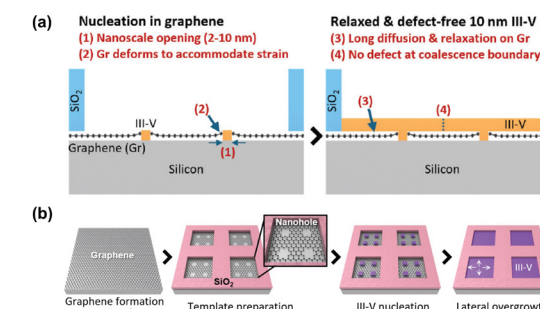 (a)
Nucleation in graphene
(1) Nanoscale opening (2-10 nm)
(2) Gr deforms to accommodate strain
SiO2
(2)
III-V
Graphene (Gr)
(1)
Silicon
Relaxed & defect-free 10 nm III-V
(3) Long diffusion & relaxation on Gr
(4) No defect at coalescence boundary
SiO2
(3)
(4)
III-V
Silicon
(b)
Graphene
Graphene formation
Nanohole
SiO2
Template preparation
III-V nucleation
III-V
Lateral overgrowt